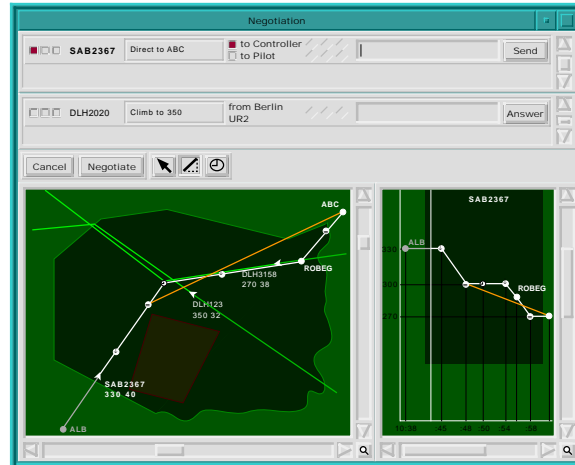 Negotiation
SAB2367
Direct to ABC
to Controller
to Pilot
Send
DLH2020
Climb to 350
from Berlin
UR2
Answer
Cancel
Negotiate
ABC
ROBEG
DLH3158
270 38
DLH123
350 32
SAB2367
330 40
ALB
SAB2367
ALB
330
ROBEG
300
270
10:38 :45 :48 :50 :54 :56 :58